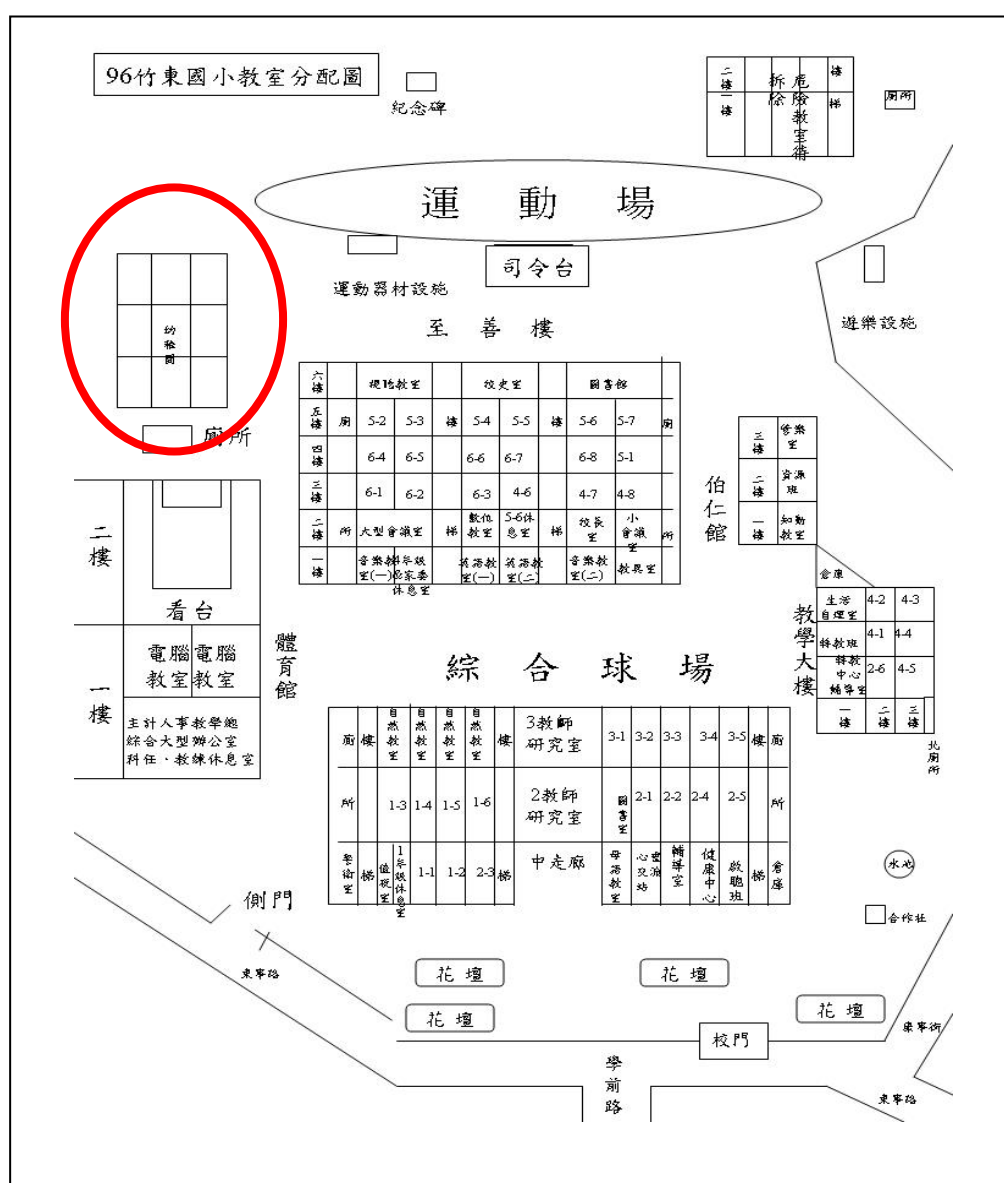 96竹東國小教室分配圖
紀念碑
二樓 拆除 危險教室待 樓
一樓 梯
廁所
運動場
司令台
運動器材設施
遊樂設施
幼稚園
廁所
至善樓
六樓 視聽教室 校史室 圖書館
五樓 廁 5-2 5-3 樓 5-4 5-5 樓 5-6 5-7 廁
四樓 6-4 6-5 6-6 6-7 6-8 5-1
三樓 6-1 6-2 6-3 4-6 4-7 4-8
二樓 所 大型會議室 梯 數位教室 5-6休息室 梯 校長室 小會議室 所
一樓 音樂教室(一) 年級 家委休息室 英語教室(一) 英語教室(二) 音樂教室(二) 教具室
伯仁館
三樓 管樂室
二樓 資源班
一樓 知動教室
倉庫
教學大樓
生活自理室 4-2 4-3
特教班 4-1 4-4
特教中心輔導室 2-6 4-5
一樓 二樓 三樓
北廁所
二樓
看台
一樓
電腦教室 電腦教室
主計人事教學組
綜合大型辦公室
科任、教練休息室
體育館
綜合球場
廁 樓 自然教室 自然教室 自然教室 自然教室 樓 3教師研究室 3-1 3-2 3-3 3-4 3-5 樓 廁
所 1-3 1-4 1-5 1-6 2教師研究室 圖書室 2-1 2-2 2-4 2-5 所
警衛室 梯 值夜室 1年級休息室 1-1 1-2 2-3 梯 中走廊 母語教室 心靈交流站 輔導室 健康中心 啟聰班 梯 倉庫
水池
合作社
側門
東寧路
花壇
花壇
花壇
花壇
校門
學前路
東寧街
東寧路